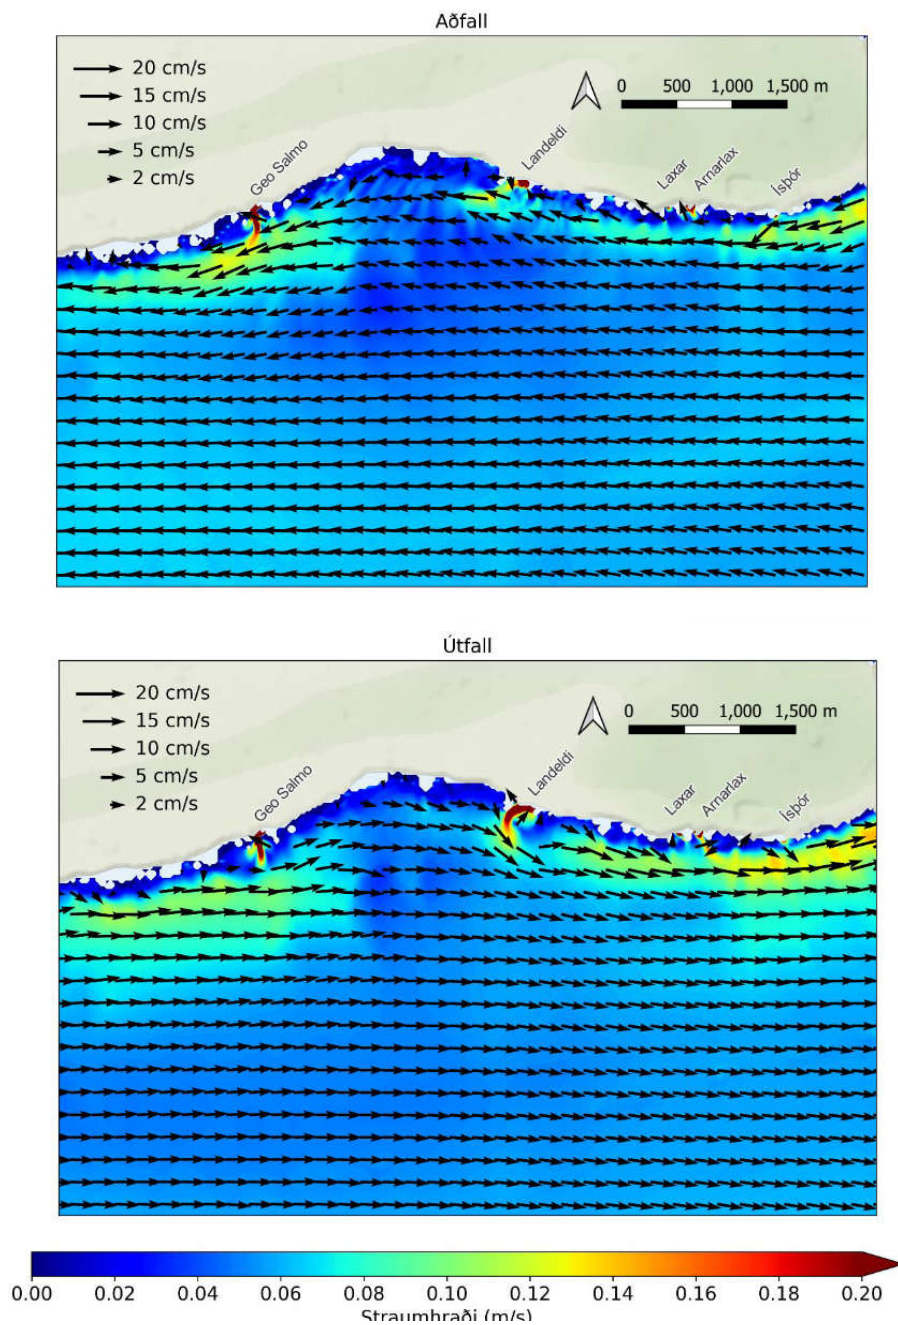 Aðfall
20 cm/s
15 cm/s
10 cm/s
5 cm/s
2 cm/s
0 500 1,000 1,500 m
Geo Salmo
Landeldi
Laxar
Arnarlax
Ísþór
Útfall
20 cm/s
15 cm/s
10 cm/s
5 cm/s
2 cm/s
0 500 1,000 1,500 m
Geo Salmo
Landeldi
Laxar
Arnarlax
Ísþór
0.00 0.02 0.04 0.06 0.08 0.10 0.12 0.14 0.16 0.18 0.20
Straumhraði (m/s)